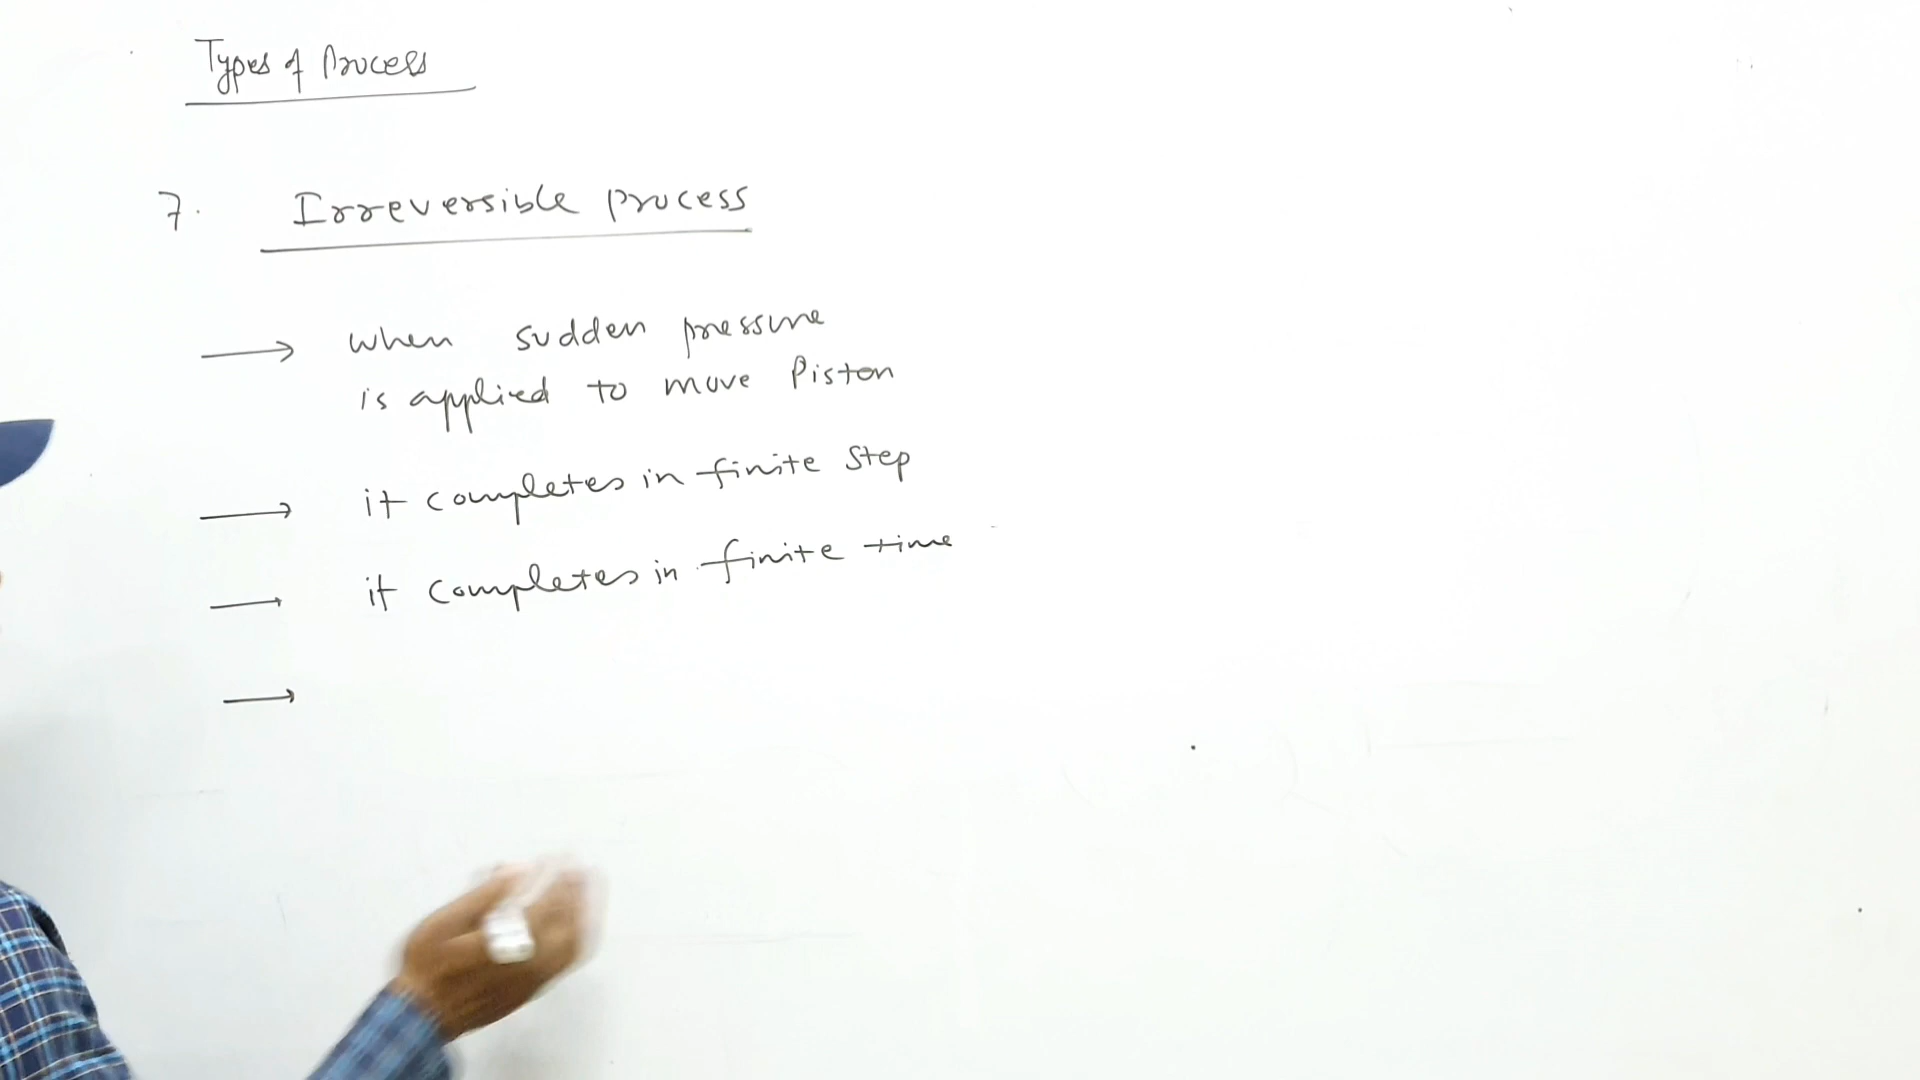 Types of Process
7. Irreversible process
→ when sudden pressure
is applied to move Piston
→ it completes in finite step
→ it completes in finite time
→